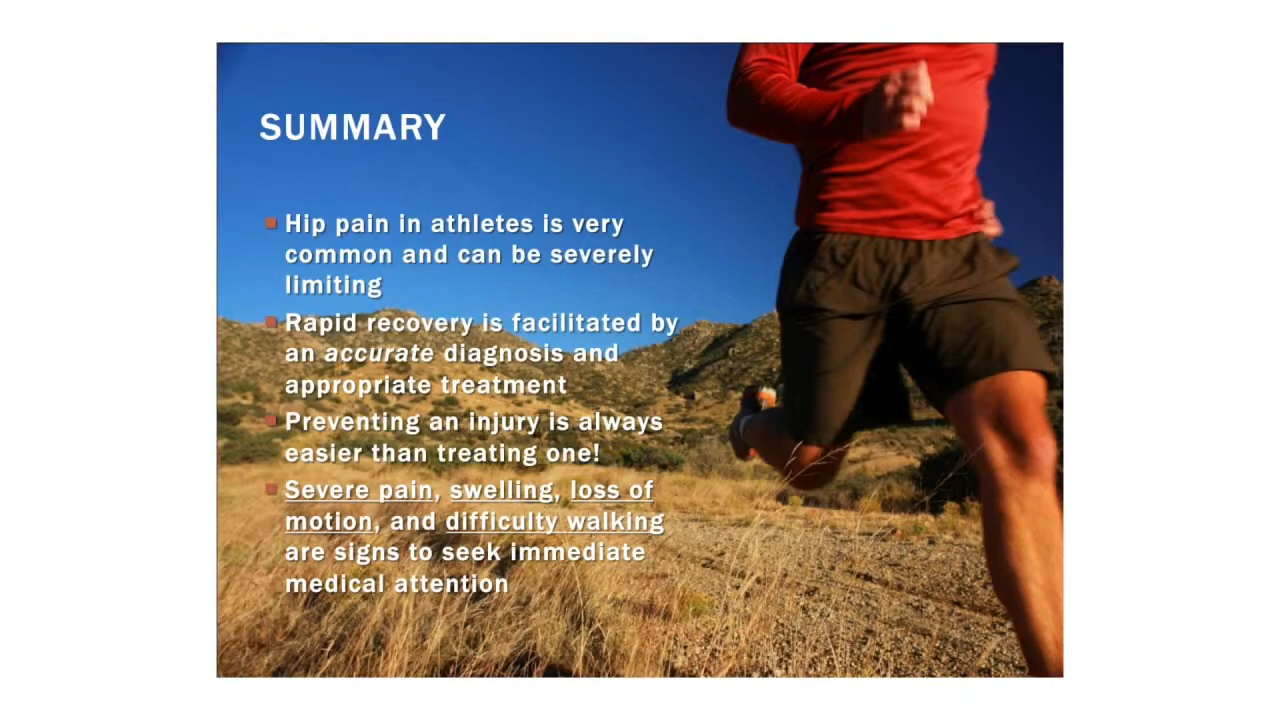 SUMMARY
Hip pain in athletes is very
common and can be severely
limiting
Rapid recovery is facilitated by
an accurate diagnosis and
appropriate treatment
Preventing an injury is always
easier than treating one!
Severe pain, swelling, loss of
motion, and difficulty walking
are signs to seek immediate
medical attention